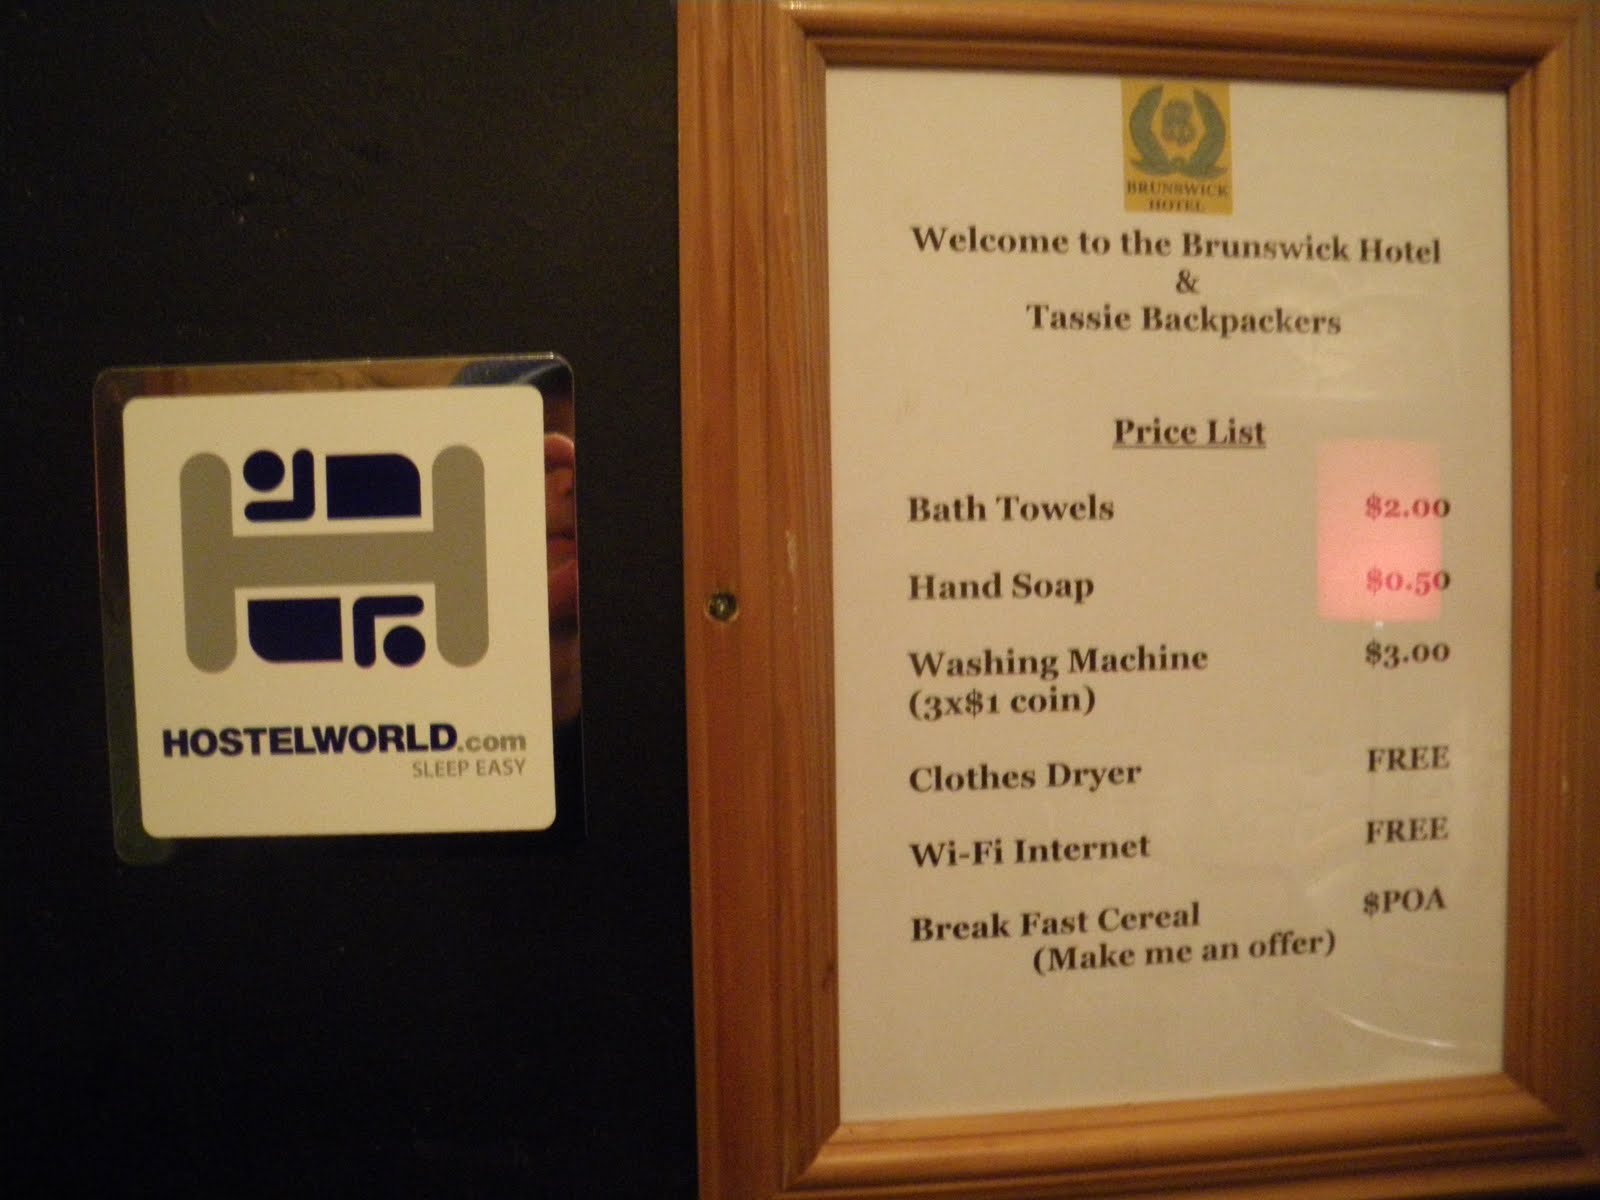 HOSTELWORLD.com
SLEEP EASY
BRUNSWICK
HOTEL
Welcome to the Brunswick Hotel
&
Tassie Backpackers
Price List
Bath Towels $2.00
Hand Soap $0.50
Washing Machine $3.00
(3x$1 coin)
Clothes Dryer FREE
Wi-Fi Internet FREE
Break Fast Cereal $POA
(Make me an offer)